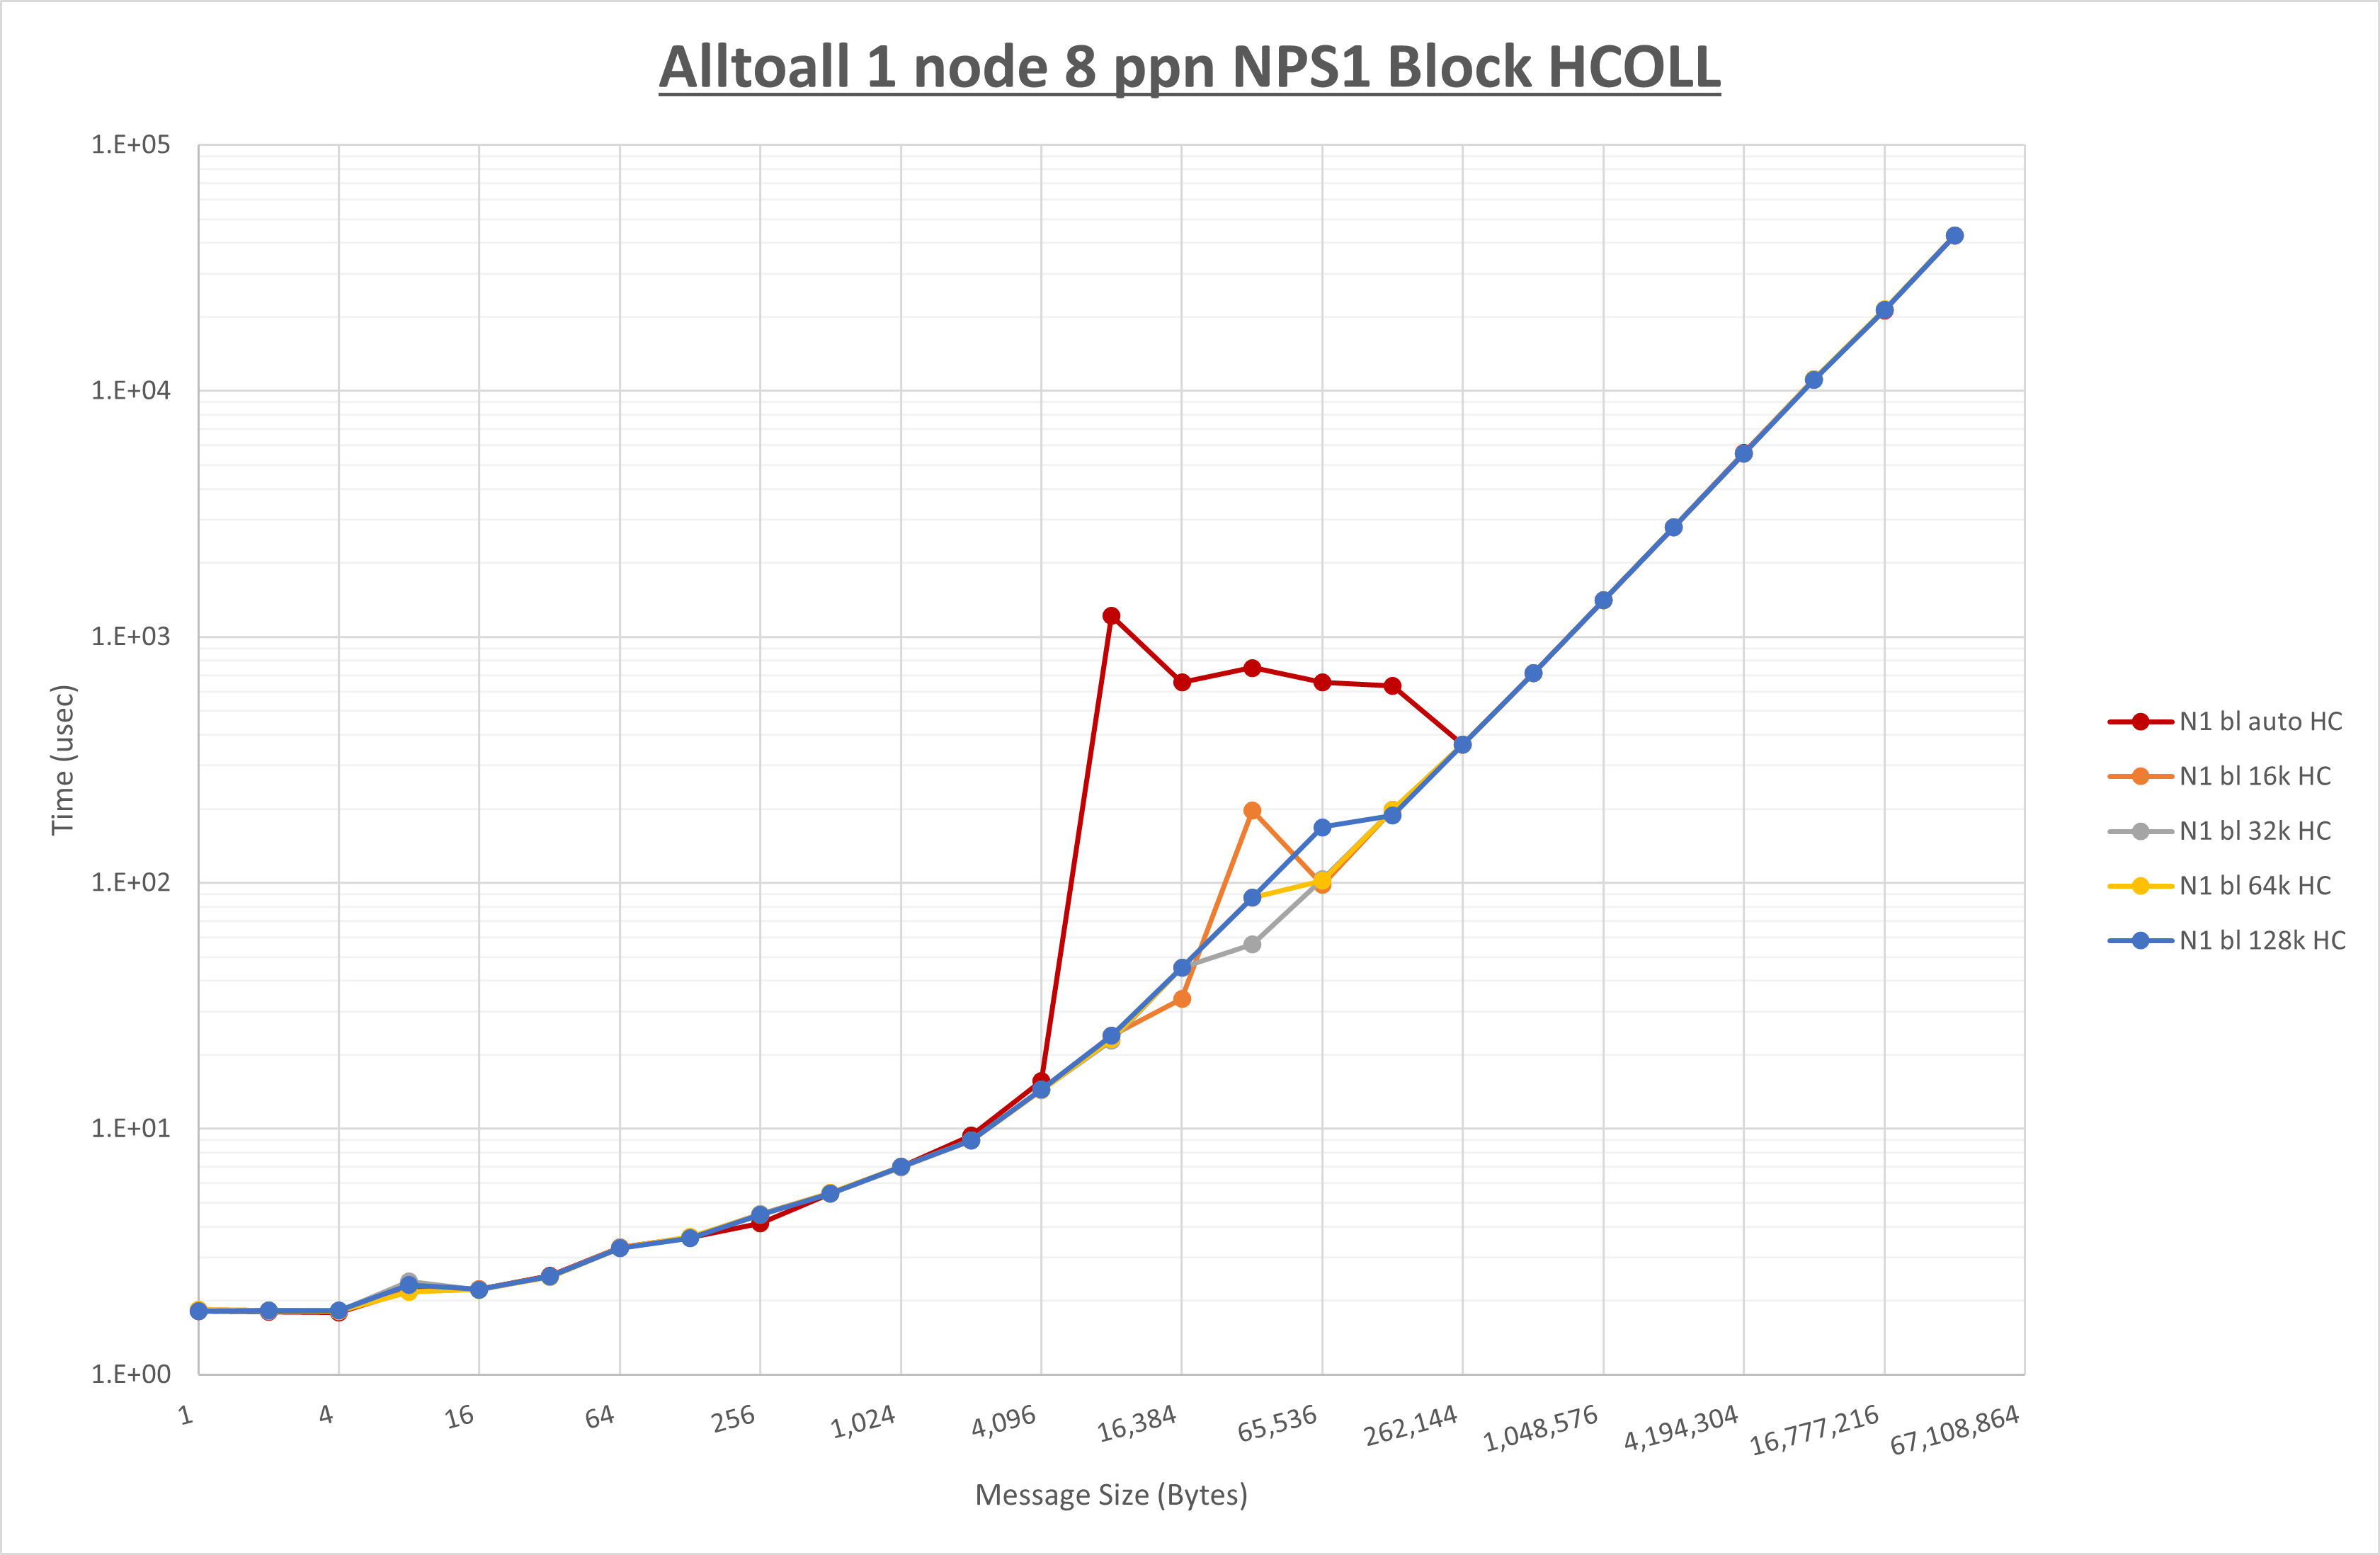 Alltoall 1 node 8 ppn NPS1 Block HCOLL
1.E+05
1.E+04
1.E+03
1.E+02
1.E+01
1.E+00
Time (usec)
1
4
16
64
256
1,024
4,096
16,384
65,536
262,144
1,048,576
4,194,304
16,777,216
67,108,864
Message Size (Bytes)
N1 bl auto HC
N1 bl 16k HC
N1 bl 32k HC
N1 bl 64k HC
N1 bl 128k HC